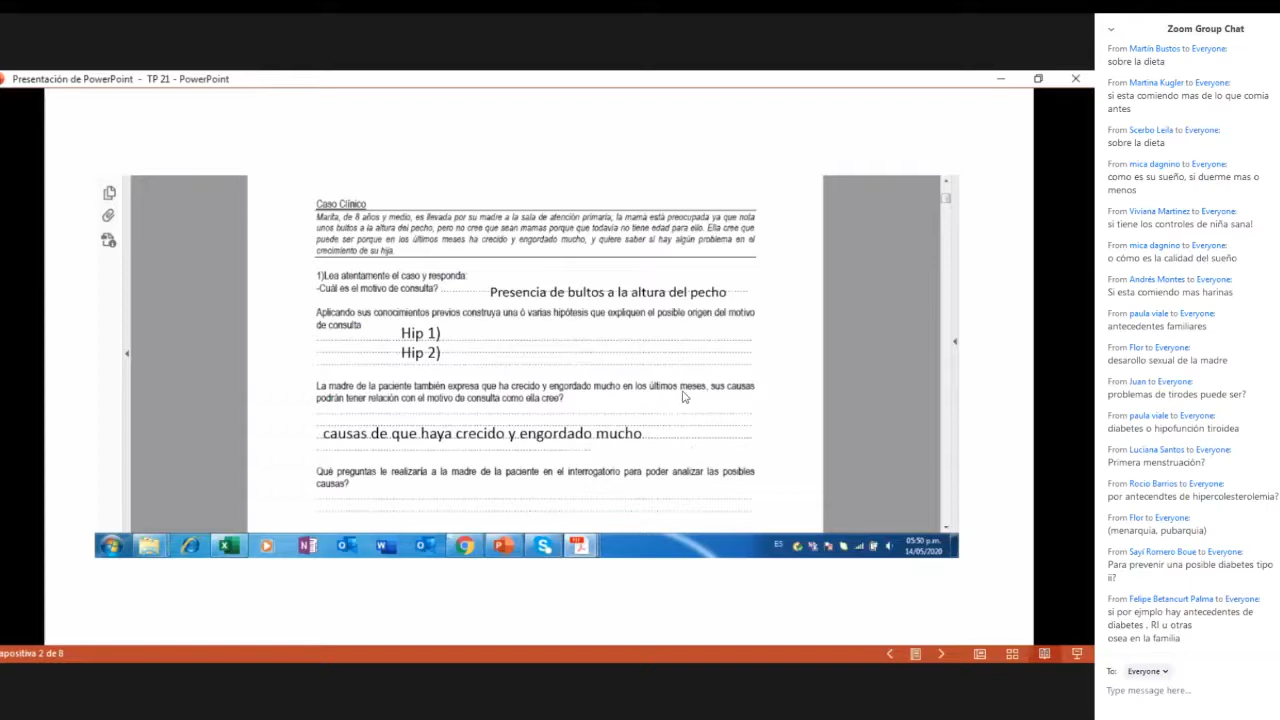 Presentación de PowerPoint - TP 21 - PowerPoint
Caso Clínico
Marita, de 8 años y medio, es llevada por su madre a la sala de atención primaria, la mamá está preocupada ya que nota
unos bultos a la altura del pecho, pero no cree que sean mamas porque que todavía no tiene edad para ello. Ella cree que
puede ser porque en los últimos meses ha crecido y engordado mucho, y quiere saber si hay algún problema en el
crecimiento de su hija.
1)Lea atentamente el caso y responda:
-Cuál es el motivo de consulta?
Presencia de bultos a la altura del pecho
Aplicando sus conocimientos previos construya una ó varias hipótesis que expliquen el posible origen del motivo
de consulta
Hip 1)
Hip 2)
La madre de la paciente también expresa que ha crecido y engordado mucho en los últimos meses, sus causas
podrán tener relación con el motivo de consulta como ella cree?
causas de que haya crecido y engordado mucho
Qué preguntas le realizaría a la madre de la paciente en el interrogatorio para poder analizar las posibles
causas?
ES
05:50 p.m.
14/05/2020
apositiva 2 de 8
Zoom Group Chat
From Martín Bustos to Everyone:
sobre la dieta
From Martina Kugler to Everyone:
si esta comiendo mas de lo que comía
antes
From Scerbo Leila to Everyone:
sobre la dieta
From mica dagnino to Everyone:
como es su sueño, si duerme mas o
menos
From Viviana Martinez to Everyone:
si tiene los controles de niña sana!
From mica dagnino to Everyone:
o cómo es la calidad del sueño
From Andrés Montes to Everyone:
Si esta comiendo mas harinas
From paula viale to Everyone:
antecedentes familiares
From Flor to Everyone:
desarollo sexual de la madre
From Juan to Everyone:
problemas de tirodes puede ser?
From paula viale to Everyone:
diabetes o hipofunción tiroidea
From Luciana Santos to Everyone:
Primera menstruación?
From Rocio Barrios to Everyone:
por antecendtes de hipercolesterolemia?
From Flor to Everyone:
(menarquia, pubarquia)
From Sayi Romero Boue to Everyone:
Para prevenir una posible diabetes tipo
ii?
From Felipe Betancurt Palma to Everyone:
si por ejmplo hay antecedentes de
diabetes , RI u otras
osea en la familia
To: Everyone
Type message here...